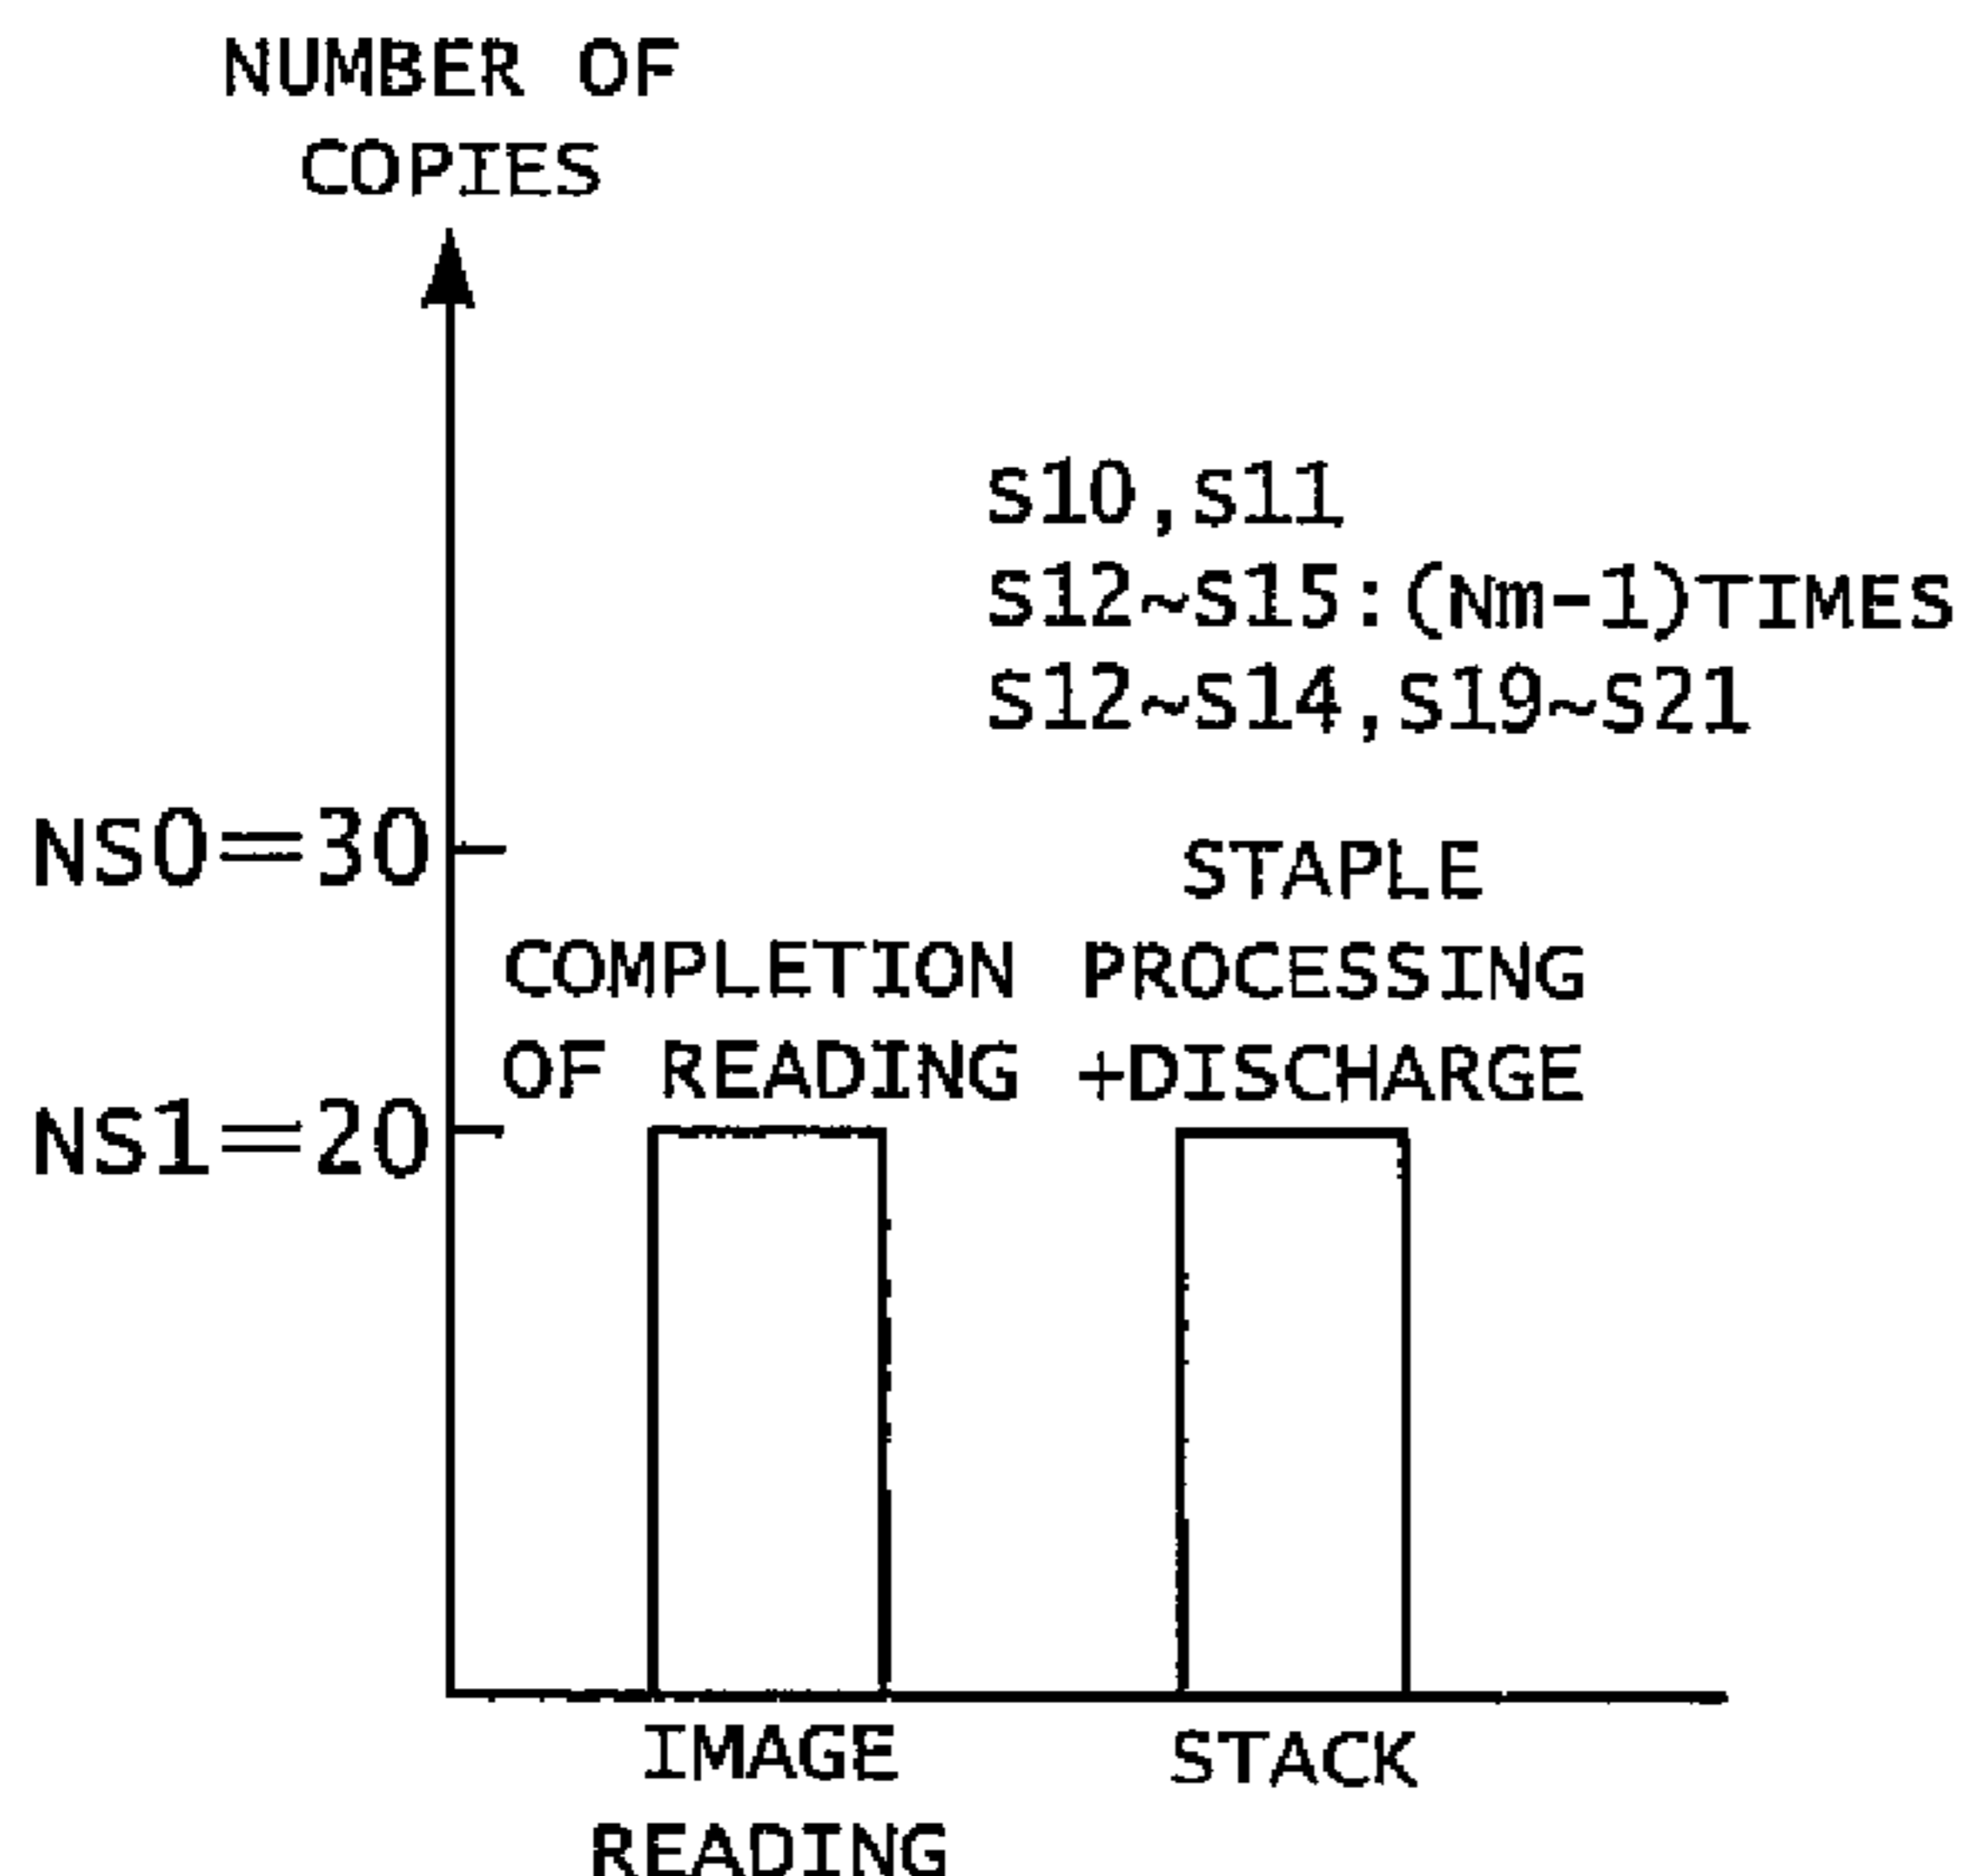 NUMBER OF
COPIES
S10,S11
S12~S15:(Nm-1)TIMES
S12~S14,S19~S21
NS0=30
STAPLE
PROCESSING
+DISCHARGE
COMPLETION
OF READING
NS1=20
IMAGE
READING
STACK